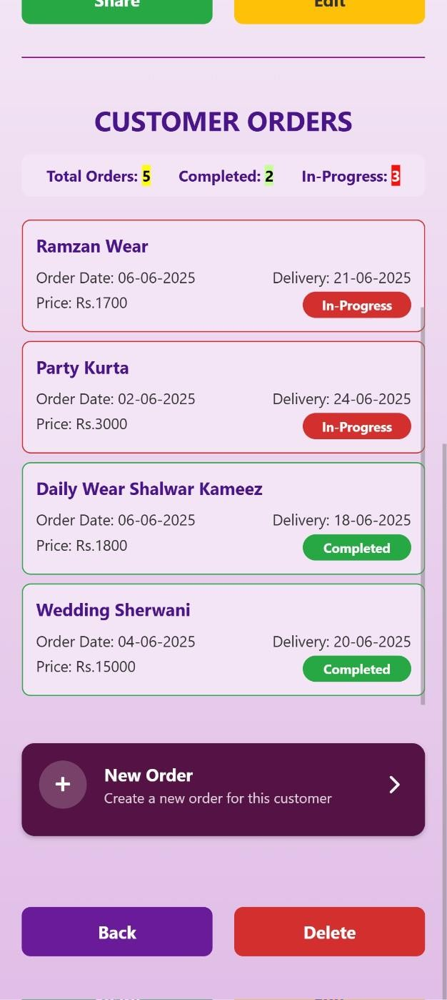 Share Edit
CUSTOMER ORDERS
Total Orders: 5 Completed: 2 In-Progress: 3
Ramzan Wear
Order Date: 06-06-2025 Delivery: 21-06-2025
Price: Rs.1700 In-Progress
Party Kurta
Order Date: 02-06-2025 Delivery: 24-06-2025
Price: Rs.3000 In-Progress
Daily Wear Shalwar Kameez
Order Date: 06-06-2025 Delivery: 18-06-2025
Price: Rs.1800 Completed
Wedding Sherwani
Order Date: 04-06-2025 Delivery: 20-06-2025
Price: Rs.15000 Completed
New Order
Create a new order for this customer
Back Delete